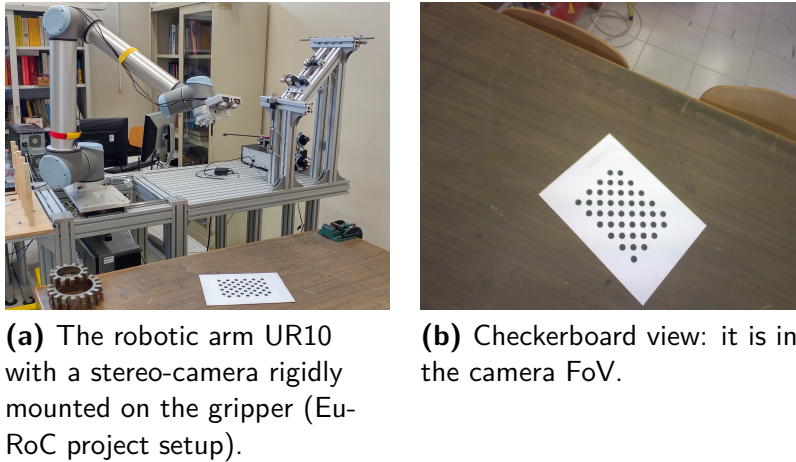 (a) The robotic arm UR10
with a stereo-camera rigidly
mounted on the gripper (Eu-
RoC project setup).
(b) Checkerboard view: it is in
the camera FoV.